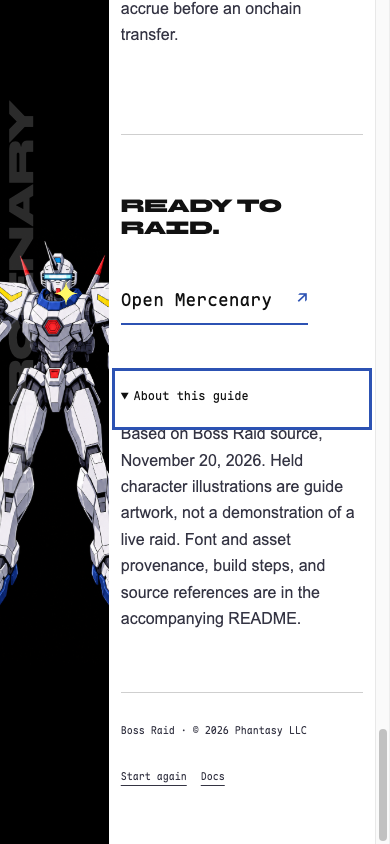 accrue before an onchain
transfer.
READY TO
RAID.
Open Mercenary ↗
▼ About this guide
Based on Boss Raid source,
November 20, 2026. Held
character illustrations are guide
artwork, not a demonstration of a
live raid. Font and asset
provenance, build steps, and
source references are in the
accompanying README.
Boss Raid · © 2026 Phantasy LLC
Start again Docs